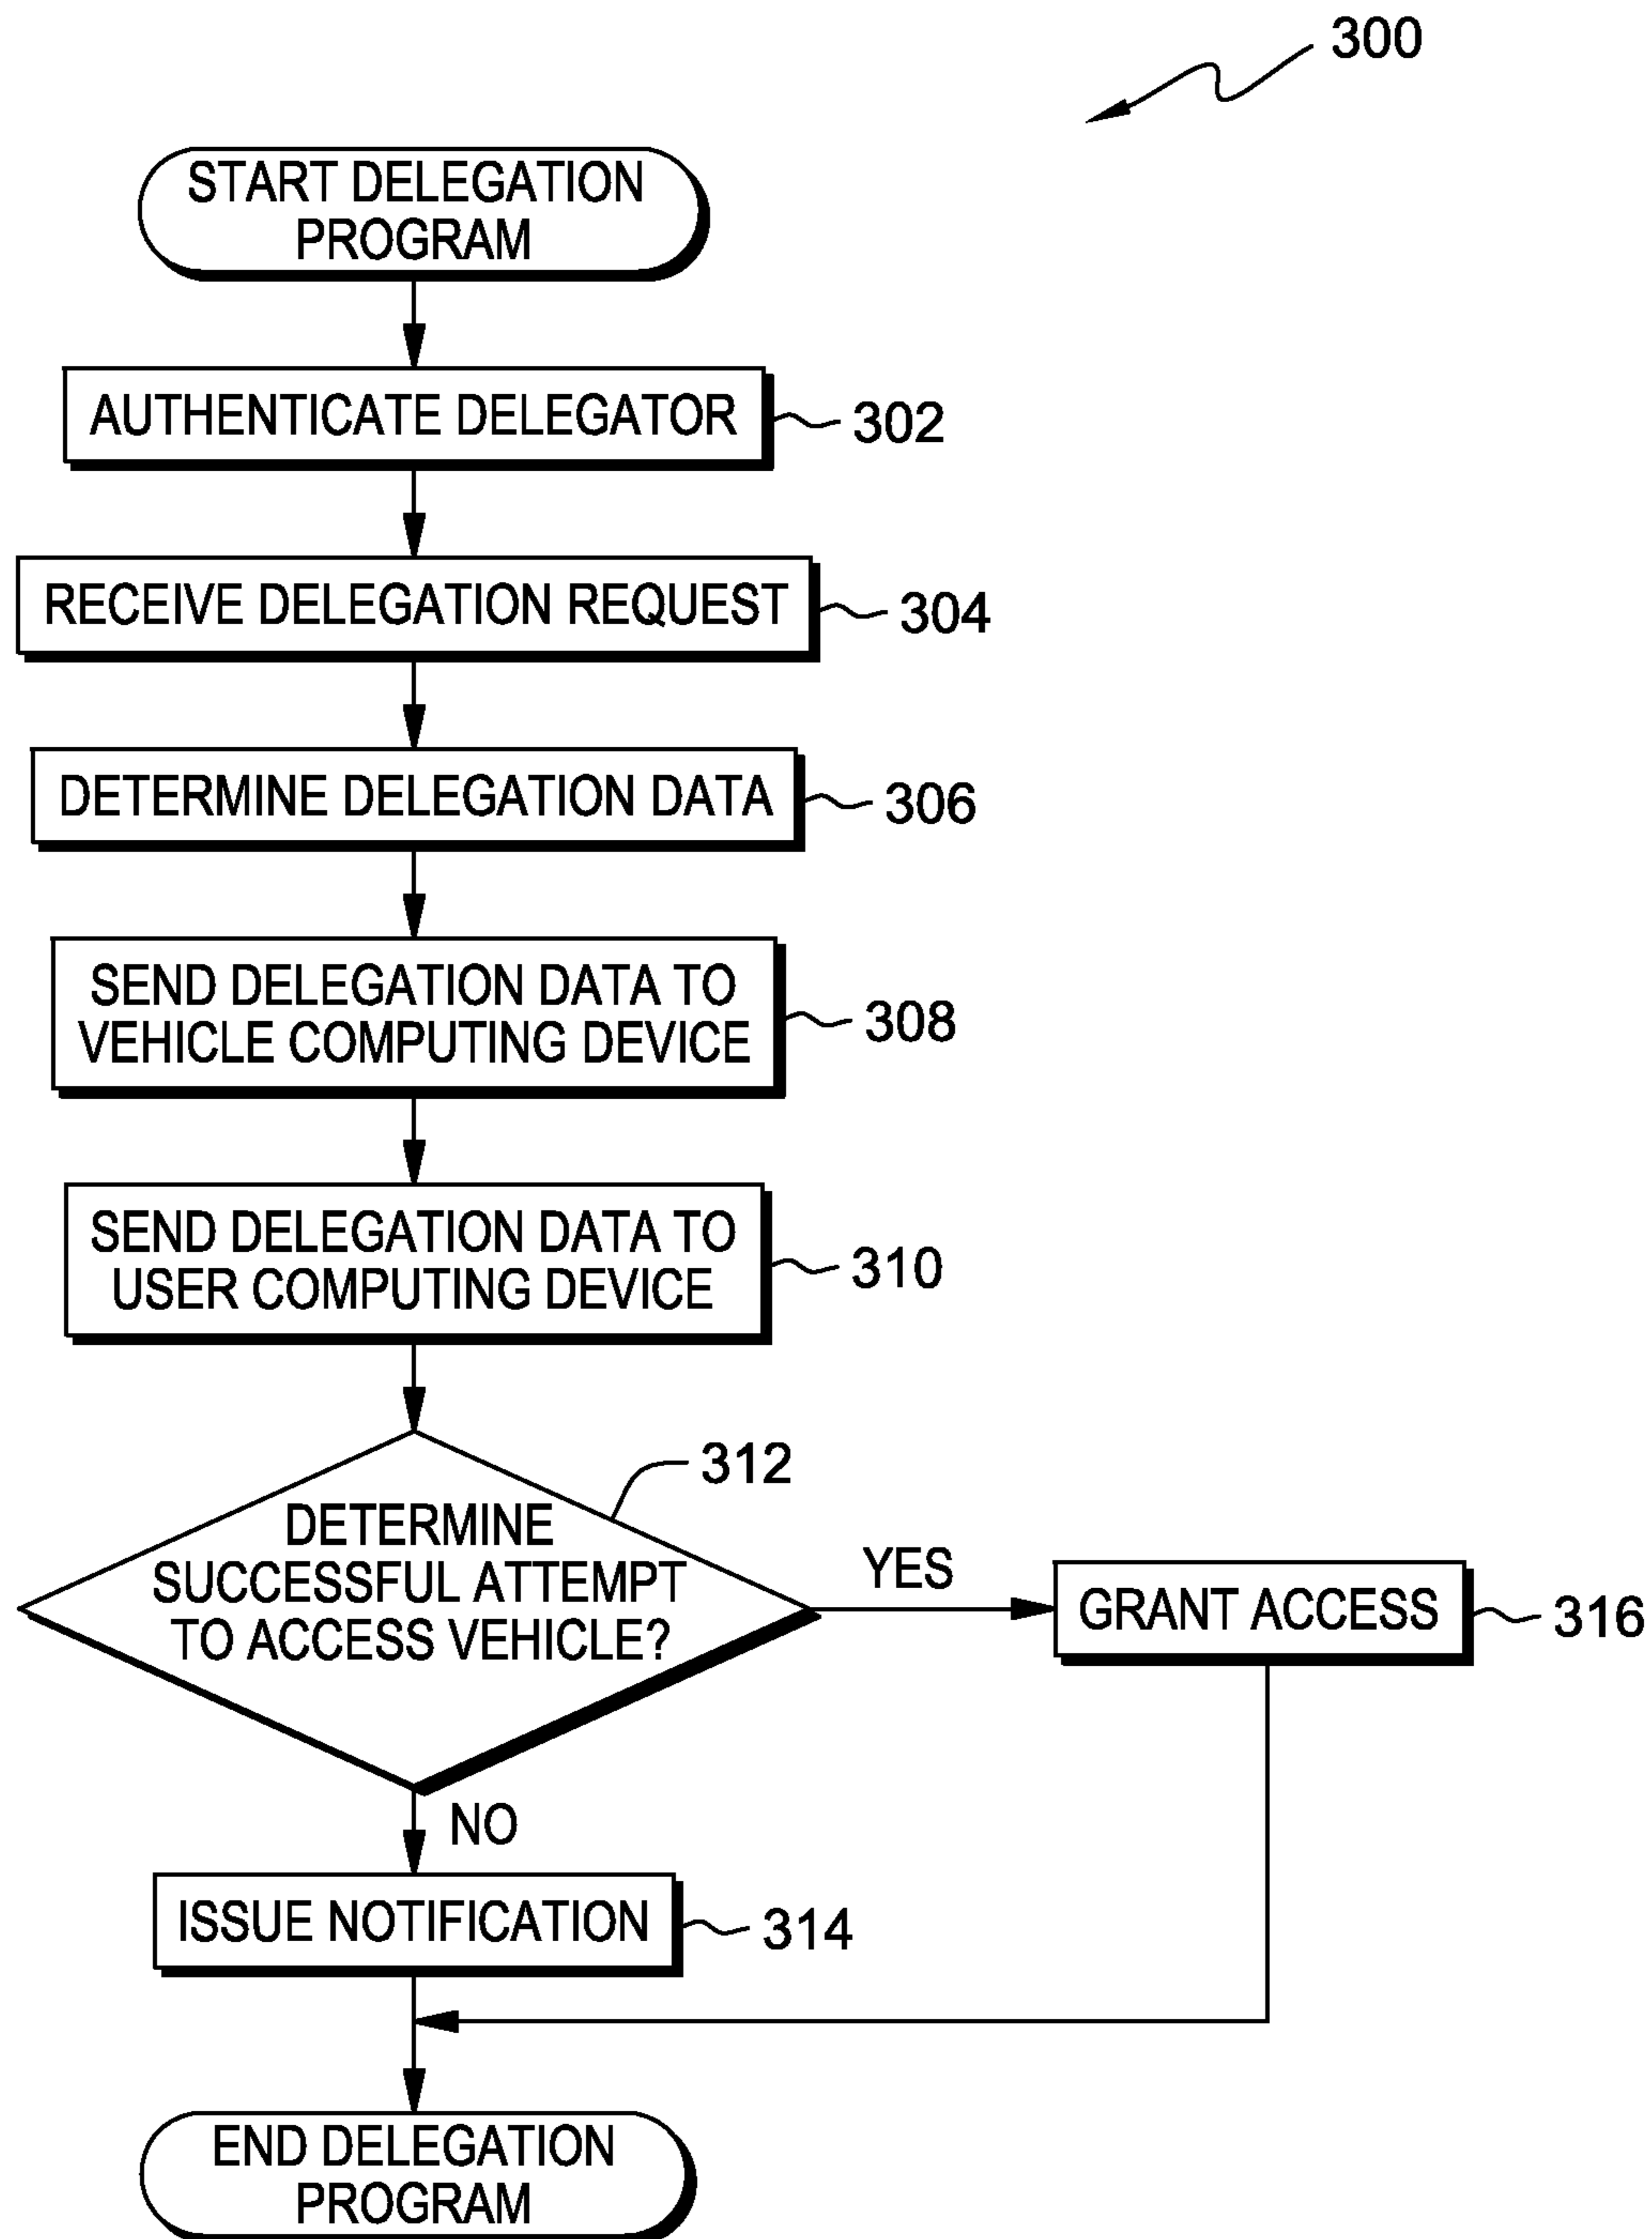 300
START DELEGATION
PROGRAM
AUTHENTICATE DELEGATOR
302
RECEIVE DELEGATION REQUEST
304
DETERMINE DELEGATION DATA
306
SEND DELEGATION DATA TO
VEHICLE COMPUTING DEVICE
308
SEND DELEGATION DATA TO
USER COMPUTING DEVICE
310
312
DETERMINE
SUCCESSFUL ATTEMPT
TO ACCESS VEHICLE?
YES
GRANT ACCESS
316
NO
ISSUE NOTIFICATION
314
END DELEGATION
PROGRAM